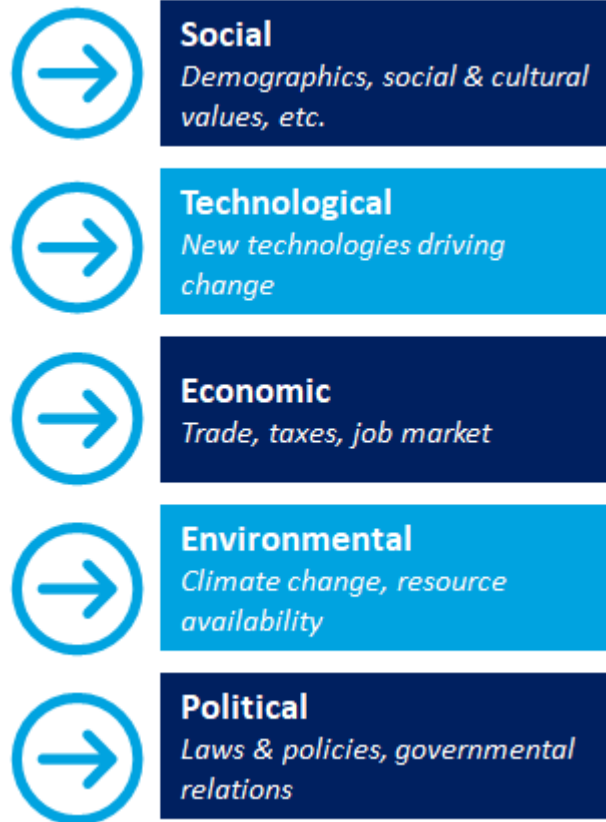 Social
Demographics, social & cultural
values, etc.
Technological
New technologies driving
change
Economic
Trade, taxes, job market
Environmental
Climate change, resource
availability
Political
Laws & policies, governmental
relations